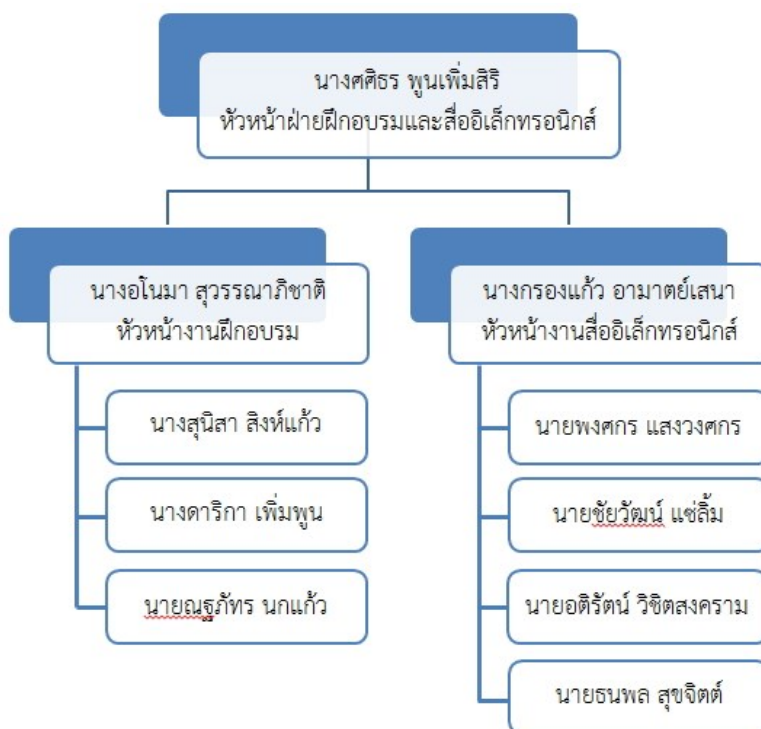 นางศศิธร พูนเพิ่มสิริ
หัวหน้าฝ่ายฝึกอบรมและสื่ออิเล็กทรอนิกส์
นางอโนมา สุวรรณาภิชาติ
หัวหน้างานฝึกอบรม
นางสุนิสา สิงห์แก้ว
นางดาริกา เพิ่มพูน
นายณฐภัทร นกแก้ว
นางกรองแก้ว อามาตย์เสนา
หัวหน้างานสื่ออิเล็กทรอนิกส์
นายพงศกร แสงวงศกร
นายชัยวัฒน์ แซ่ลิ้ม
นายอติรัตน์ วิชิตสงคราม
นายธนพล สุขจิตต์